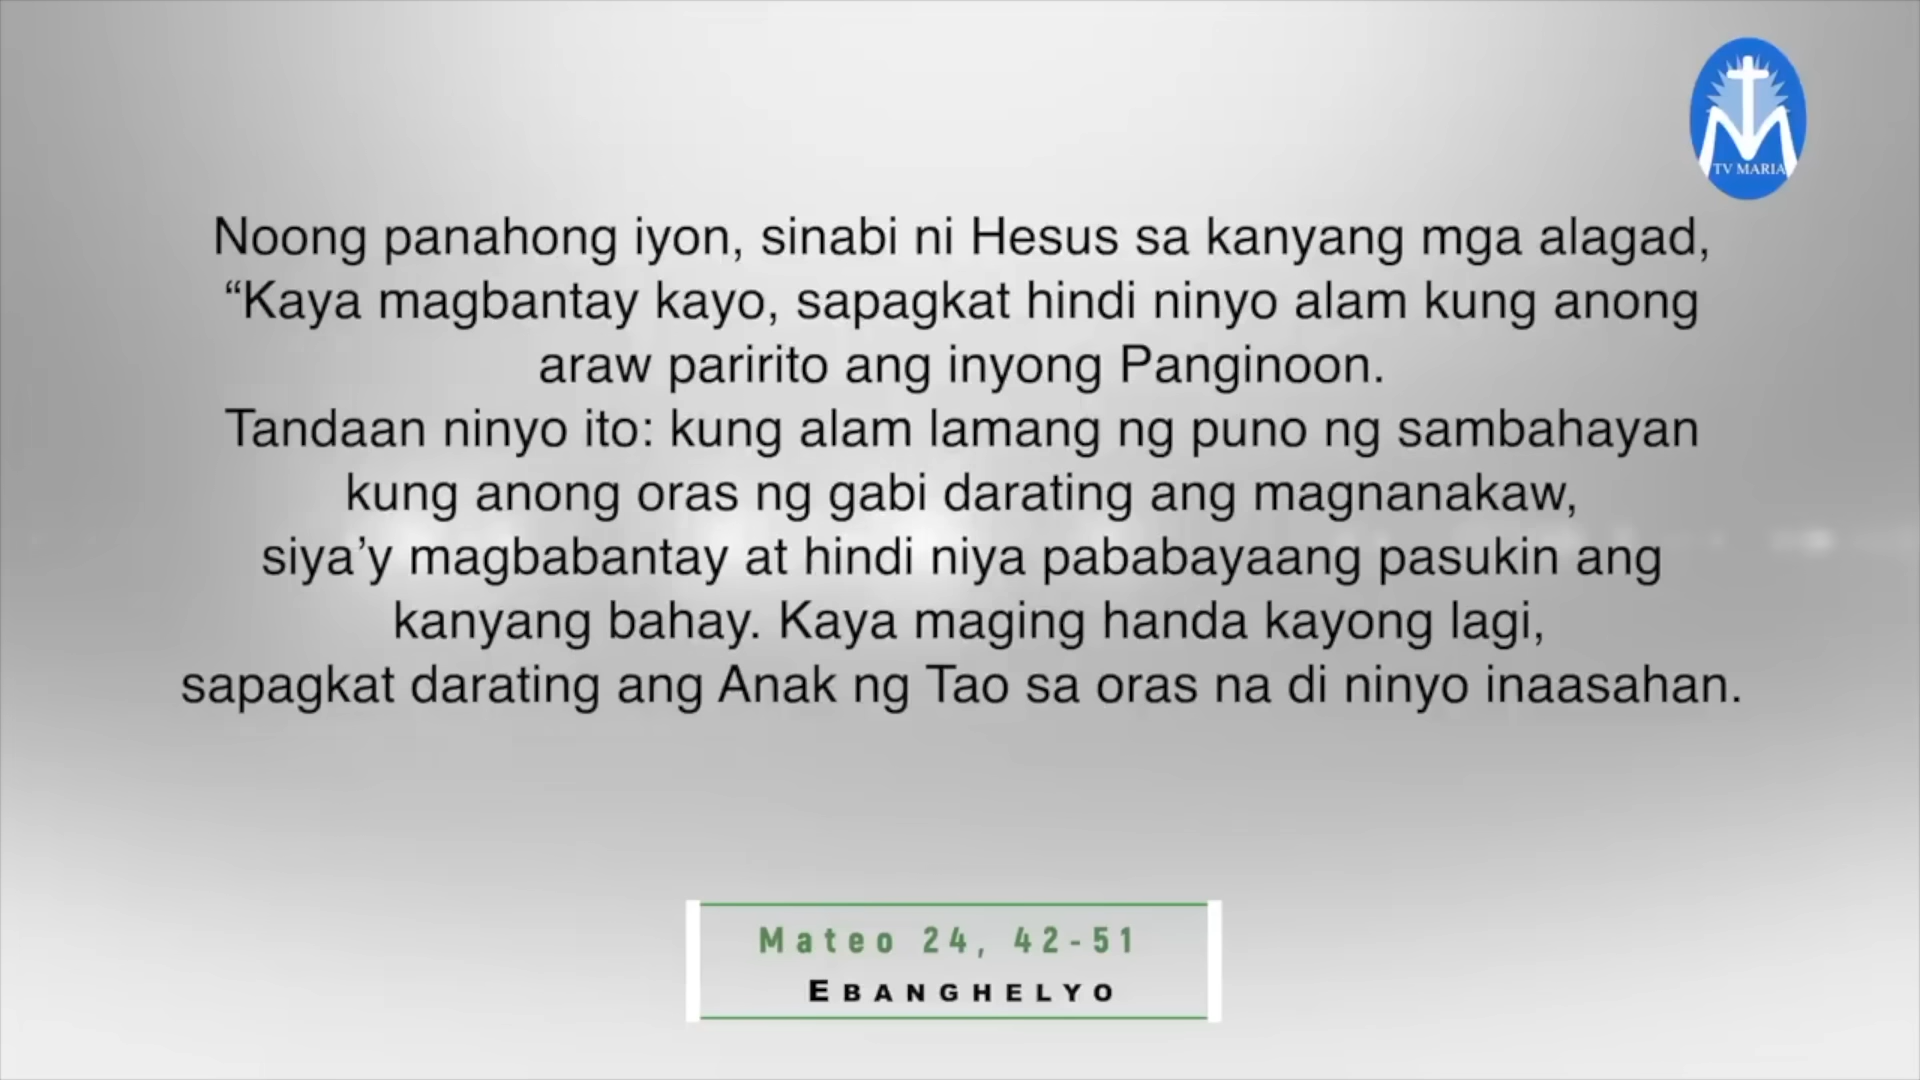 TV MARIA
Noong panahong iyon, sinabi ni Hesus sa kanyang mga alagad,
“Kaya magbantay kayo, sapagkat hindi ninyo alam kung anong
araw paririto ang inyong Panginoon.
Tandaan ninyo ito: kung alam lamang ng puno ng sambahayan
kung anong oras ng gabi darating ang magnanakaw,
siya’y magbabantay at hindi niya pababayaang pasukin ang
kanyang bahay. Kaya maging handa kayong lagi,
sapagkat darating ang Anak ng Tao sa oras na di ninyo inaasahan.
Mateo 24, 42-51
EBANGHELYO